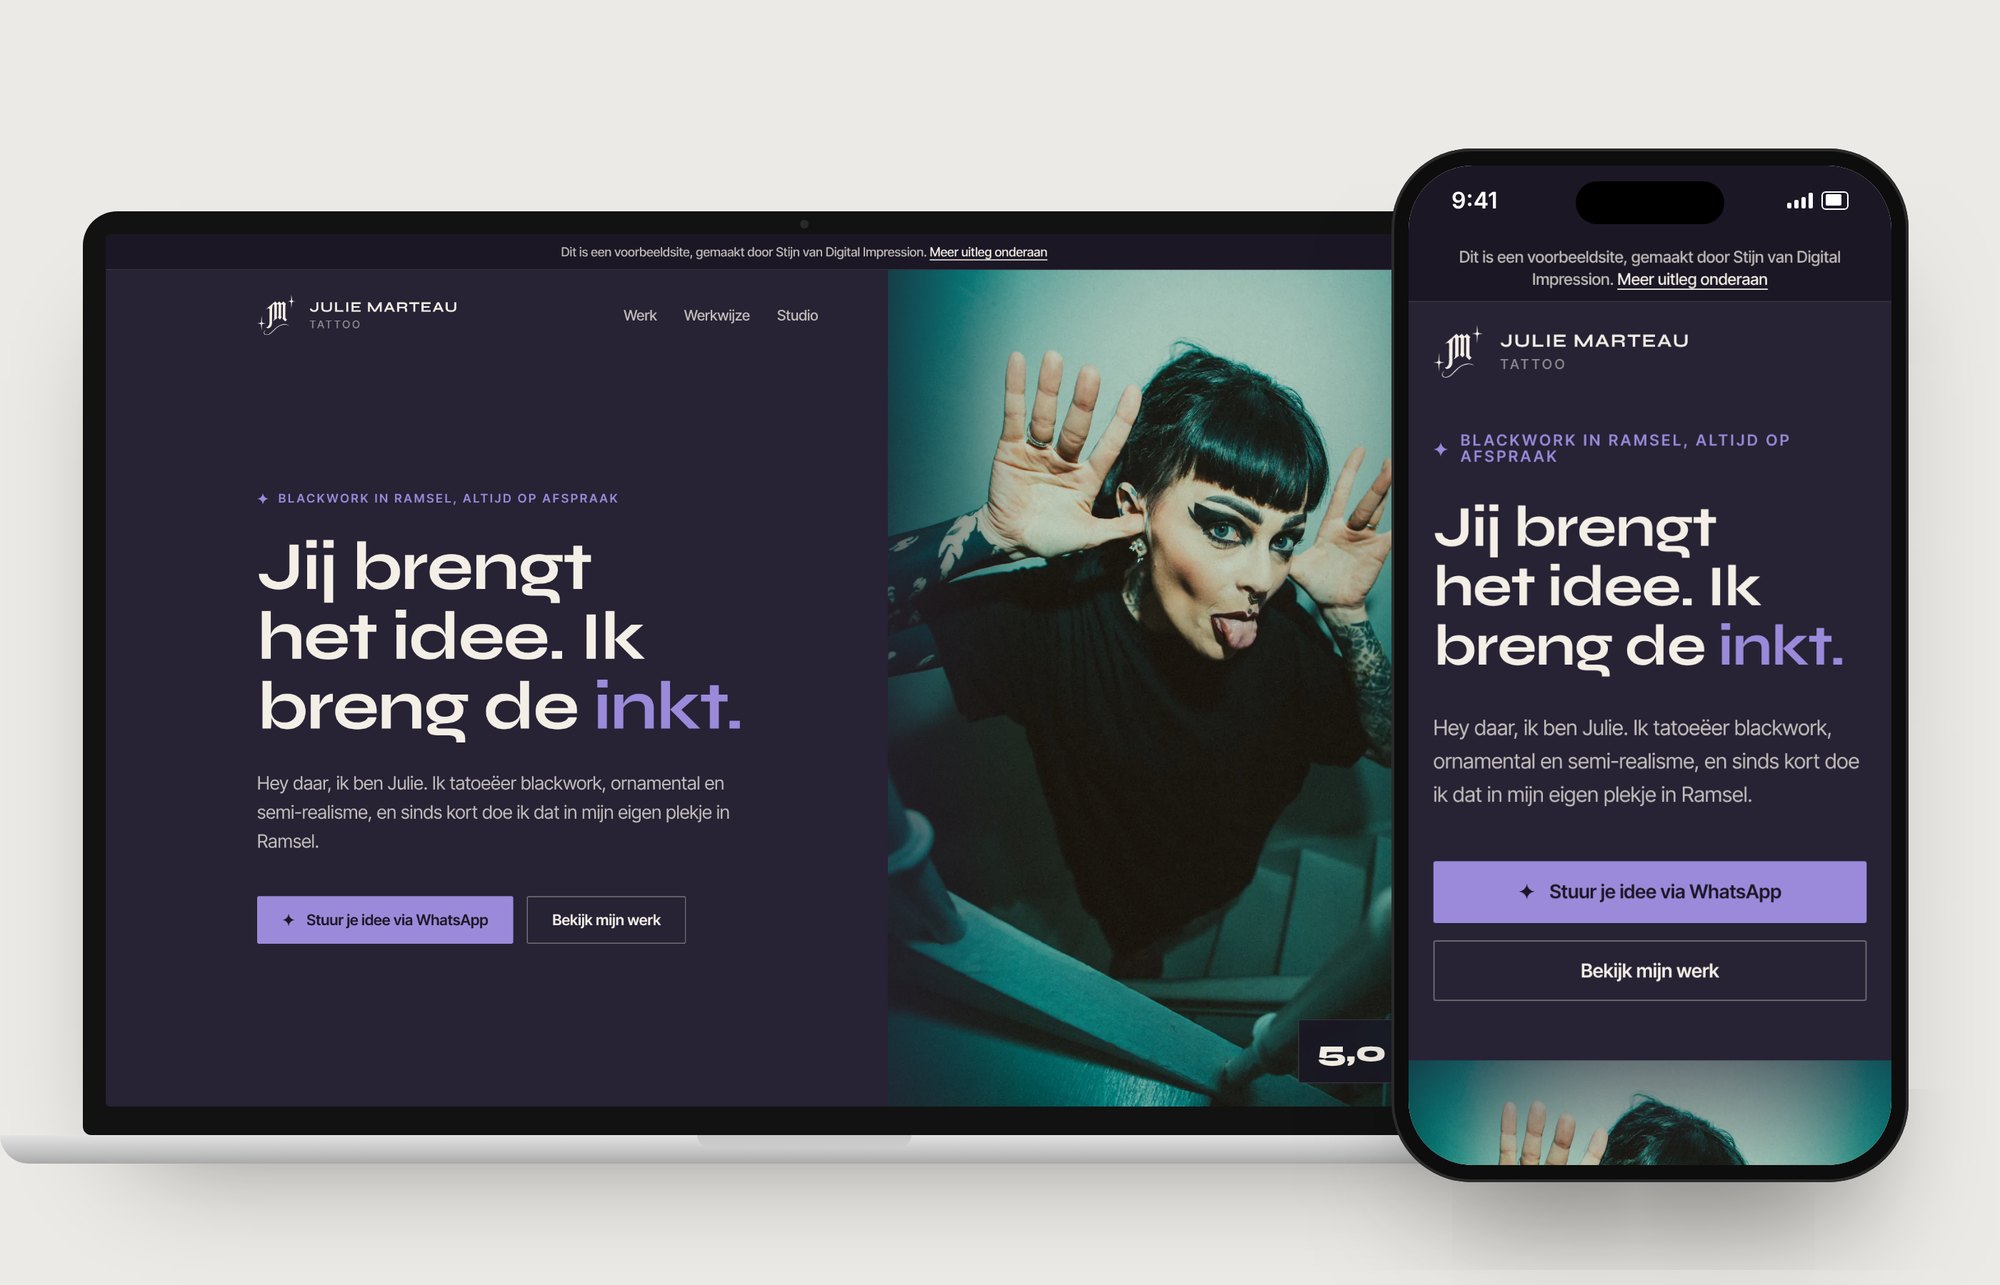 Dit is een voorbeeldsite, gemaakt door Stijn van Digital Impression. Meer uitleg onderaan
JULIE MARTEAU
TATTOO
Werk Werkwijze Studio
BLACKWORK IN RAMSEL, ALTIJD OP AFSPRAAK
Jij brengt
het idee. Ik
breng de inkt.
Hey daar, ik ben Julie. Ik tatoeëer blackwork, ornamental en
semi-realisme, en sinds kort doe ik dat in mijn eigen plekje in
Ramsel.
Stuur je idee via WhatsApp
Bekijk mijn werk
5,0
9:41
Dit is een voorbeeldsite, gemaakt door Stijn van Digital
Impression. Meer uitleg onderaan
JULIE MARTEAU
TATTOO
BLACKWORK IN RAMSEL, ALTIJD OP
AFSPRAAK
Jij brengt
het idee. Ik
breng de inkt.
Hey daar, ik ben Julie. Ik tatoeëer blackwork,
ornamental en semi-realisme, en sinds kort doe
ik dat in mijn eigen plekje in Ramsel.
Stuur je idee via WhatsApp
Bekijk mijn werk